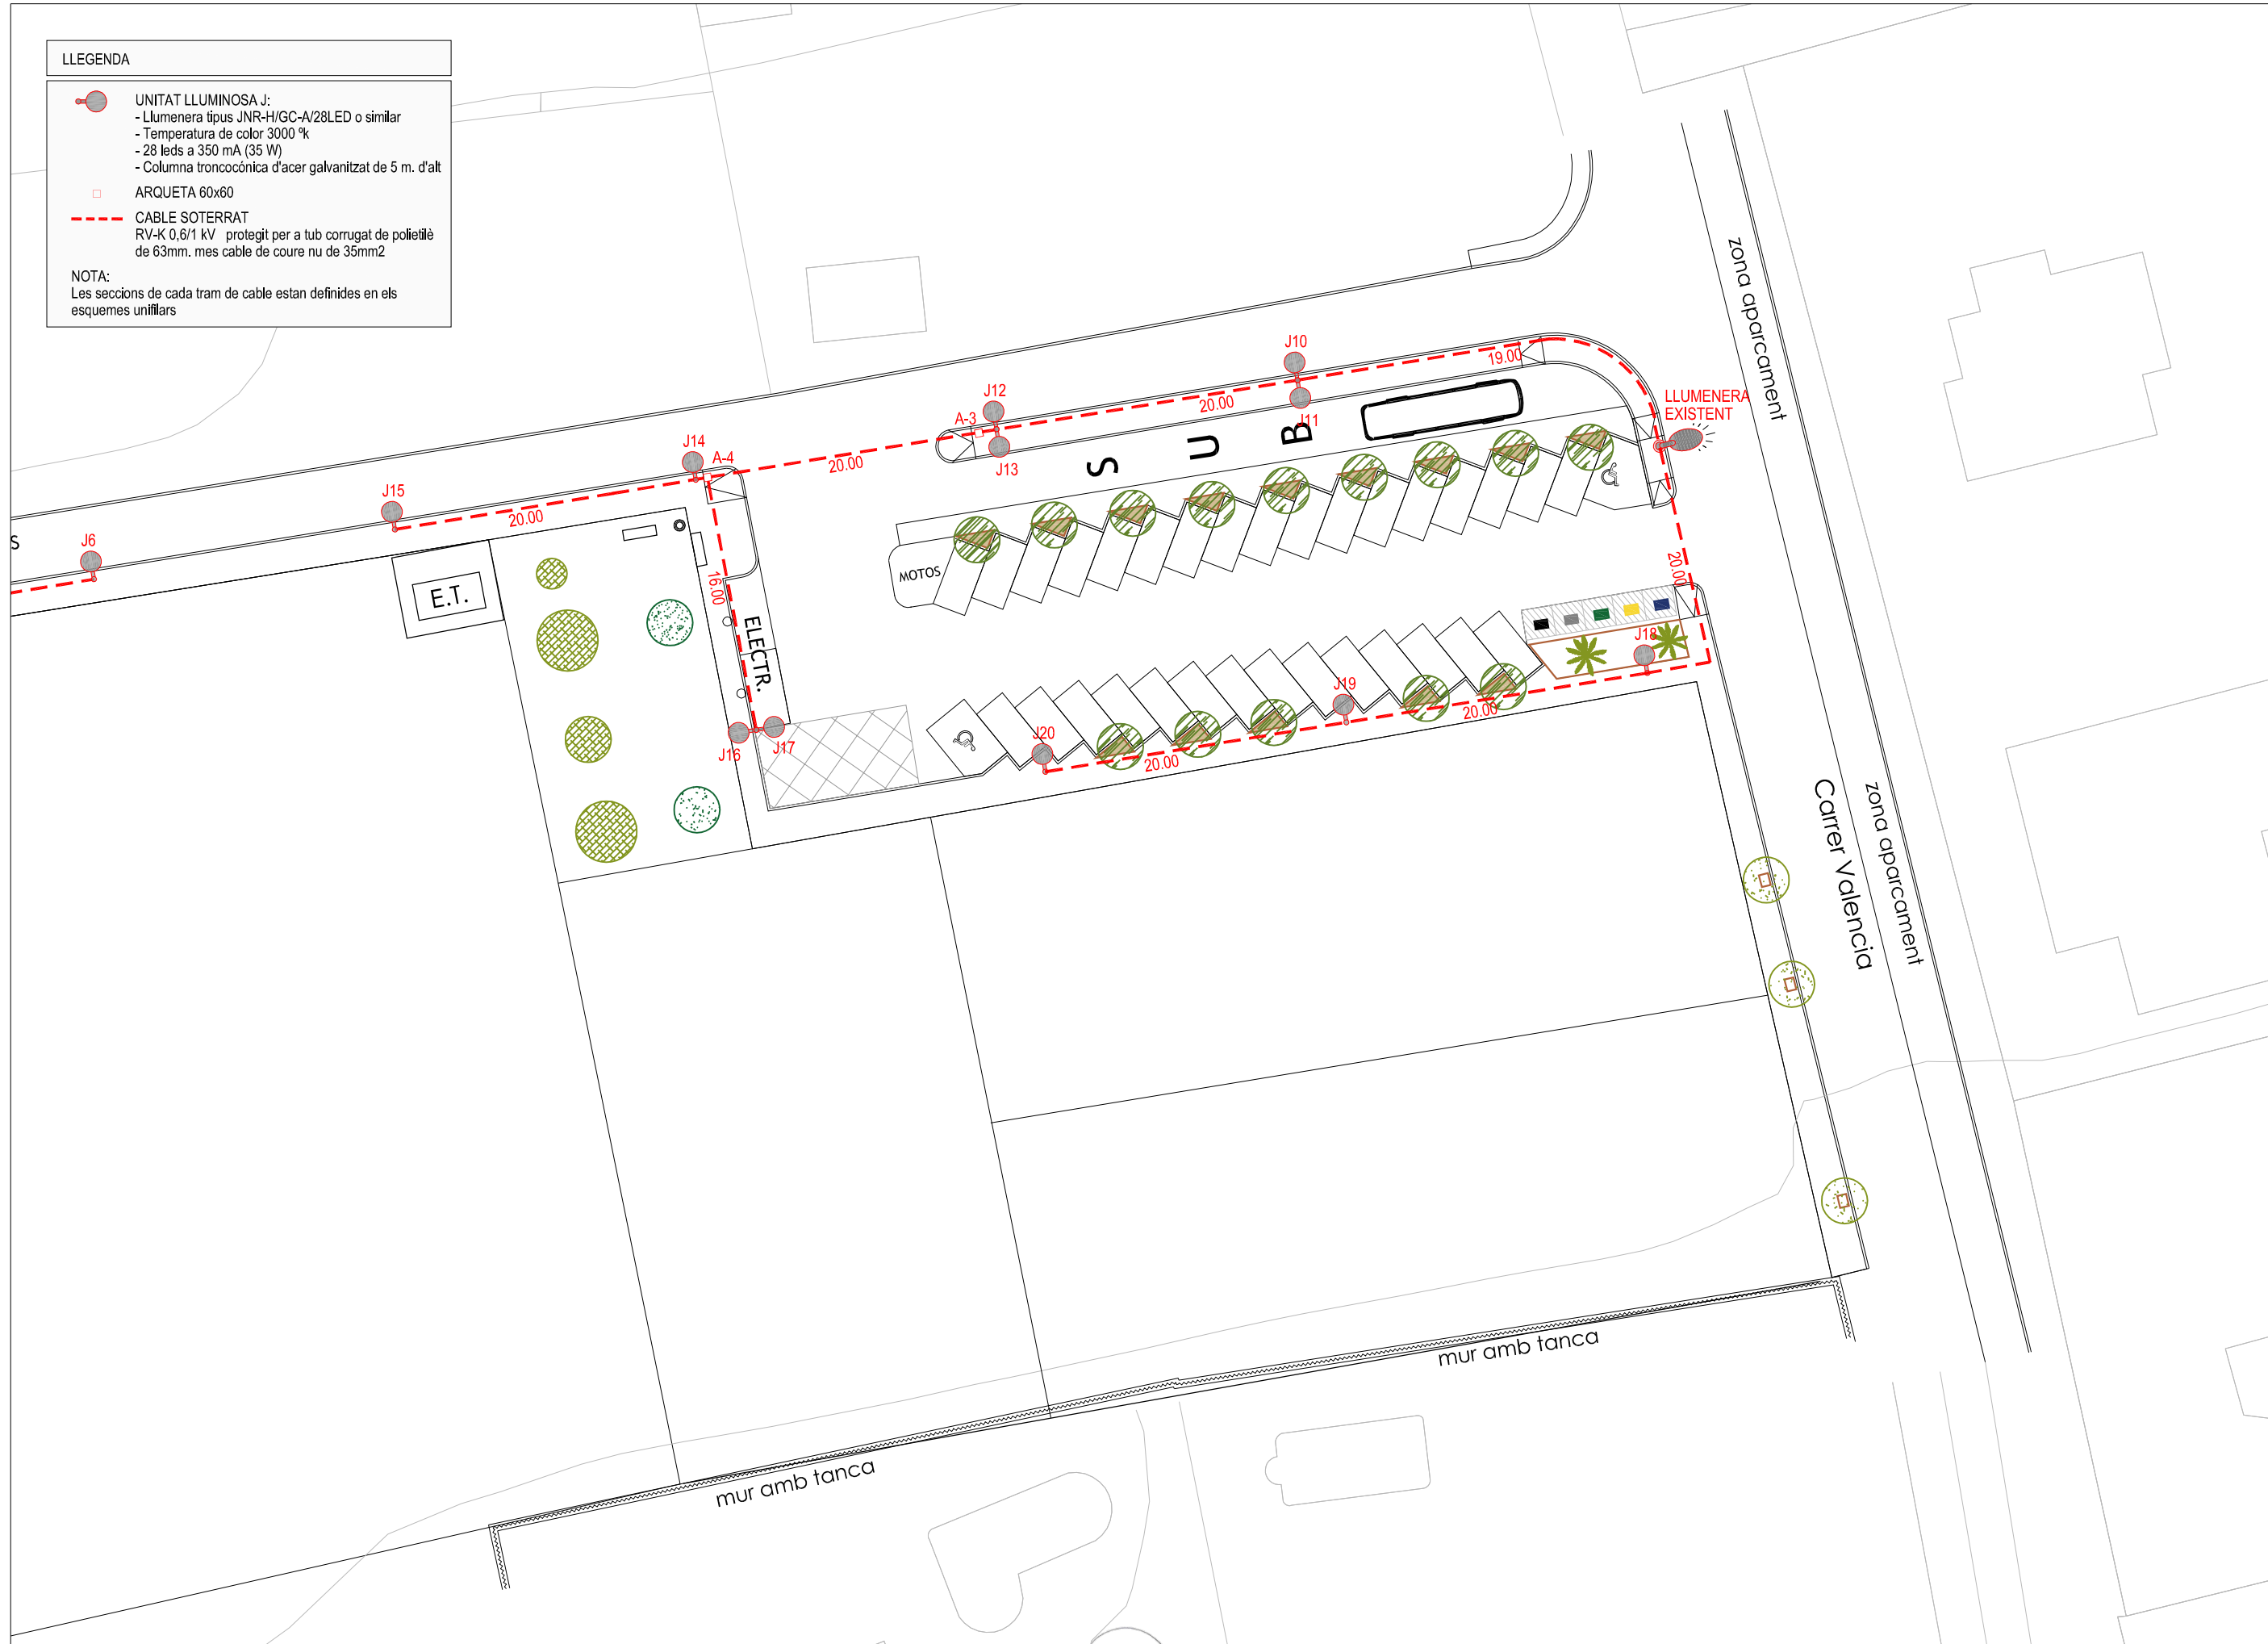 LLEGENDA
UNITAT LLUMINOSA J:
- Llumenera tipus JNR-H/GC-A/28LED o similar
- Temperatura de color 3000 ºk
- 28 leds a 350 mA (35 W)
- Columna troncocónica d'acer galvanitzat de 5 m. d'alt
ARQUETA 60x60
CABLE SOTERRAT
RV-K 0,6/1 kV protegit per a tub corrugat de polietilè
de 63mm. mes cable de coure nu de 35mm2
NOTA:
Les seccions de cada tram de cable estan definides en els
esquemes unifilars
zona aparcament
J10
19.00
J12
20.00
LLUMENERA
EXISTENT
A-3
J11
B
U
S
J13
J14
A-4
20.00
J15
20.00
S
J6
MOTOS
E.T.
16.00
20.00
ELECTR.
J18
J19
20.00
J16
J17
J20
20.00
Carrer Valencia
zona aparcament
mur amb tanca
mur amb tanca